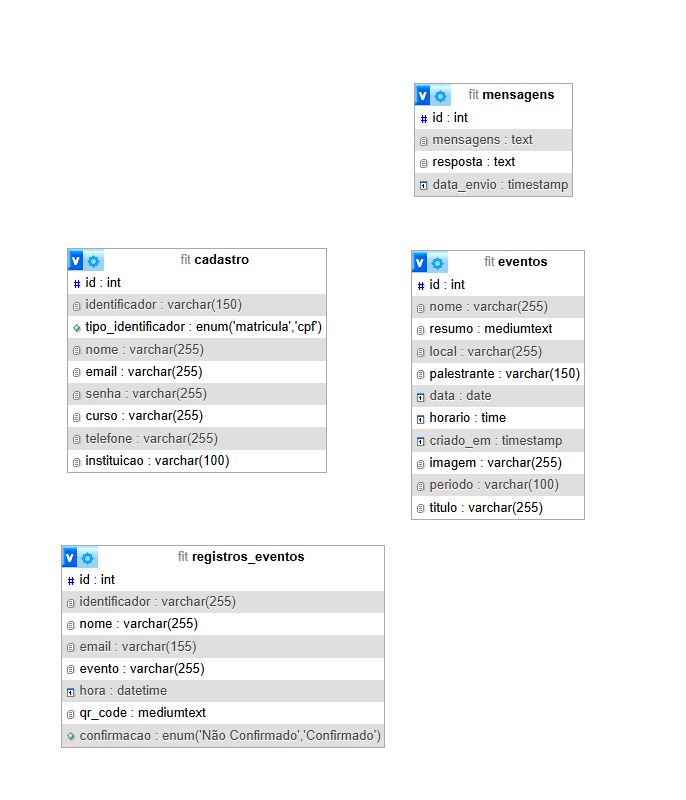 fit mensagens
id : int
mensagens : text
resposta : text
data_envio : timestamp
fit cadastro
id : int
identificador : varchar(150)
tipo_identificador : enum('matricula','cpf')
nome : varchar(255)
email : varchar(255)
senha : varchar(255)
curso : varchar(255)
telefone : varchar(255)
instituicao : varchar(100)
fit eventos
id : int
nome : varchar(255)
resumo : mediumtext
local : varchar(255)
palestrante : varchar(150)
data : date
horario : time
criado_em : timestamp
imagem : varchar(255)
periodo : varchar(100)
titulo : varchar(255)
fit registros_eventos
id : int
identificador : varchar(255)
nome : varchar(255)
email : varchar(155)
evento : varchar(255)
hora : datetime
qr_code : mediumtext
confirmacao : enum('Não Confirmado','Confirmado')